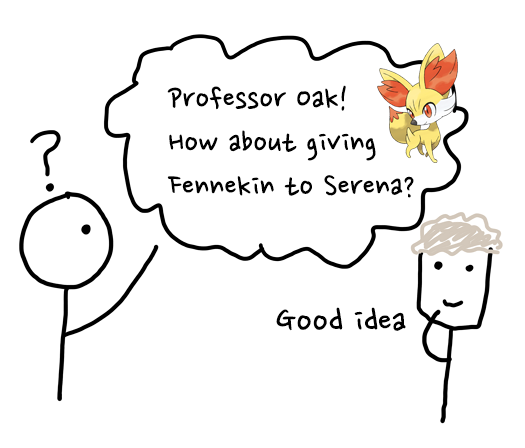 ?
Professor Oak!
How about giving
Fennekin to Serena?
Good idea